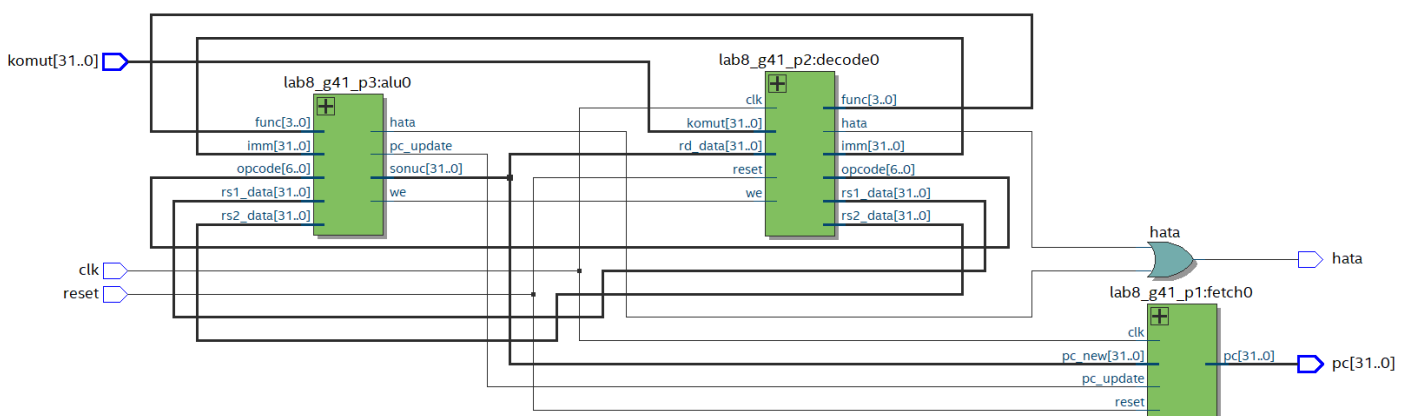 komut[31..0]
lab8_g41_p3:alu0
func[3..0]
imm[31..0]
opcode[6..0]
rs1_data[31..0]
rs2_data[31..0]
hata
pc_update
sonuc[31..0]
we
lab8_g41_p2:decode0
clk
komut[31..0]
rd_data[31..0]
reset
we
func[3..0]
hata
imm[31..0]
opcode[6..0]
rs1_data[31..0]
rs2_data[31..0]
clk
reset
hata
hata
lab8_g41_p1:fetch0
clk
pc_new[31..0]
pc_update
reset
pc[31..0]
pc[31..0]